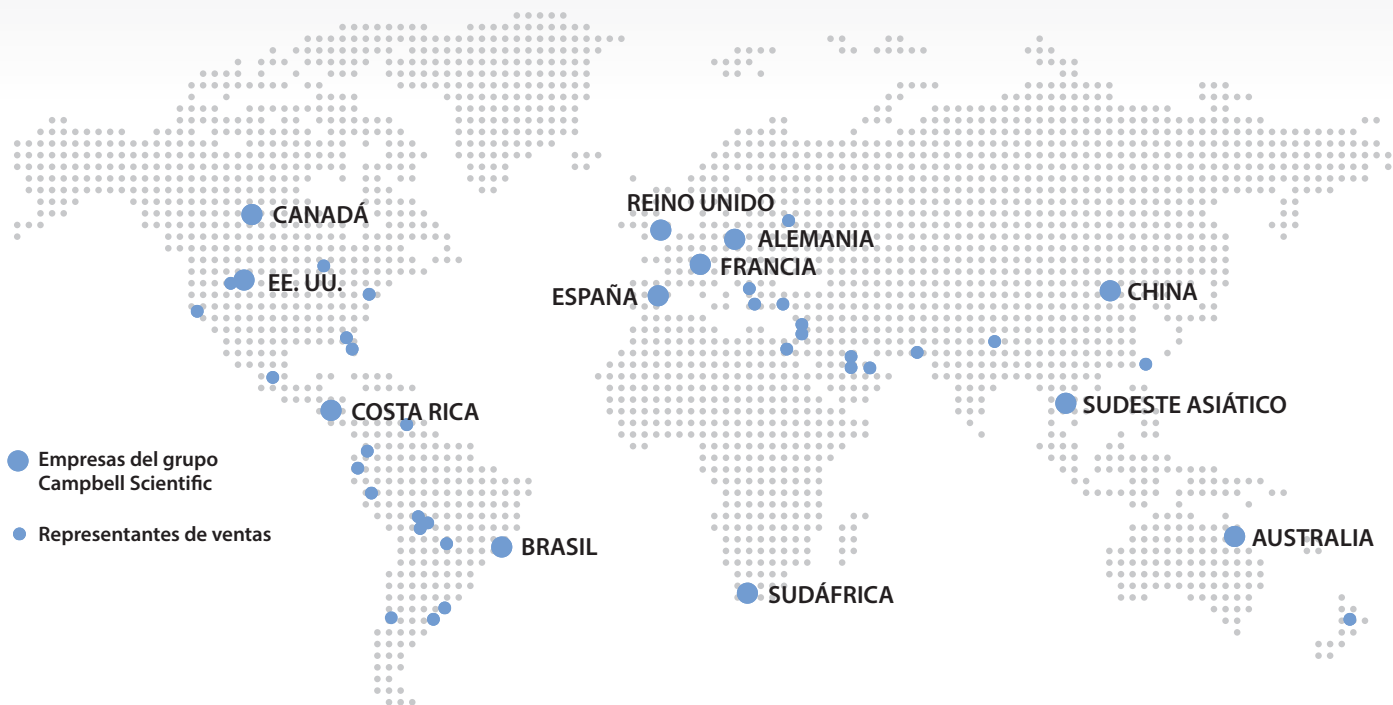 REINO UNIDO
CANADÁ
ALEMANIA
FRANCIA
EE. UU.
ESPAÑA
CHINA
COSTA RICA
SUDESTE ASIÁTICO
Empresas del grupo
Campbell Scientific
Representantes de ventas
BRASIL
AUSTRALIA
SUDÁFRICA